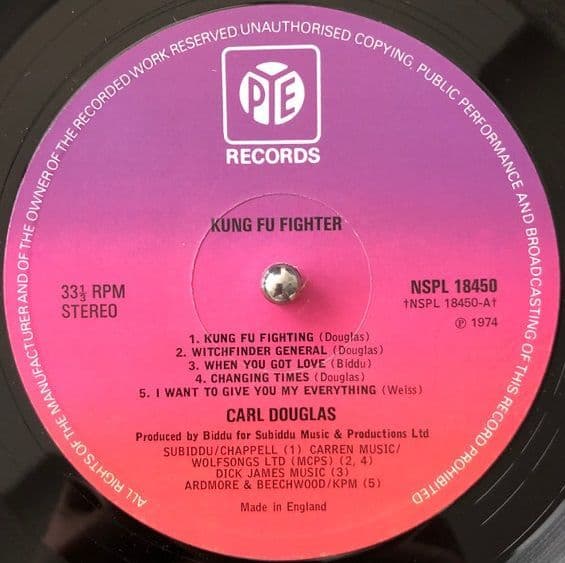 ALL RIGHTS OF THE MANUFACTURER AND OF THE OWNER OF THE RECORDED WORK RESERVED. UNAUTHORISED COPYING, PUBLIC PERFORMANCE AND BROADCASTING OF THIS RECORD PROHIBITED
PYE
RECORDS
KUNG FU FIGHTER
33⅓ RPM
STEREO
NSPL 18450
†NSPL 18450-A†
℗ 1974
1. KUNG FU FIGHTING (Douglas)
2. WITCHFINDER GENERAL (Douglas)
3. WHEN YOU GOT LOVE (Biddu)
4. CHANGING TIMES (Douglas)
5. I WANT TO GIVE YOU MY EVERYTHING (Weiss)
CARL DOUGLAS
Produced by Biddu for Subiddu Music & Productions Ltd
SUBIDDU/CHAPPELL (1) CARREN MUSIC/
WOLFSONGS LTD (MCPS) (2, 4)
DICK JAMES MUSIC (3)
ARDMORE & BEECHWOOD/KPM (5)
Made in England